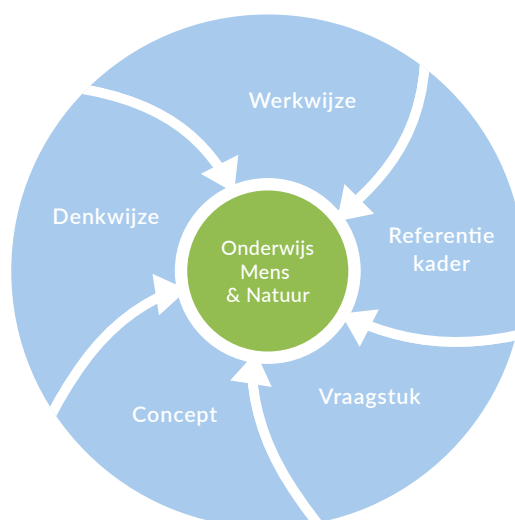 Werkwijze
Denkwijze
Referentie
kader
Onderwijs
Mens
& Natuur
Vraagstuk
Concept